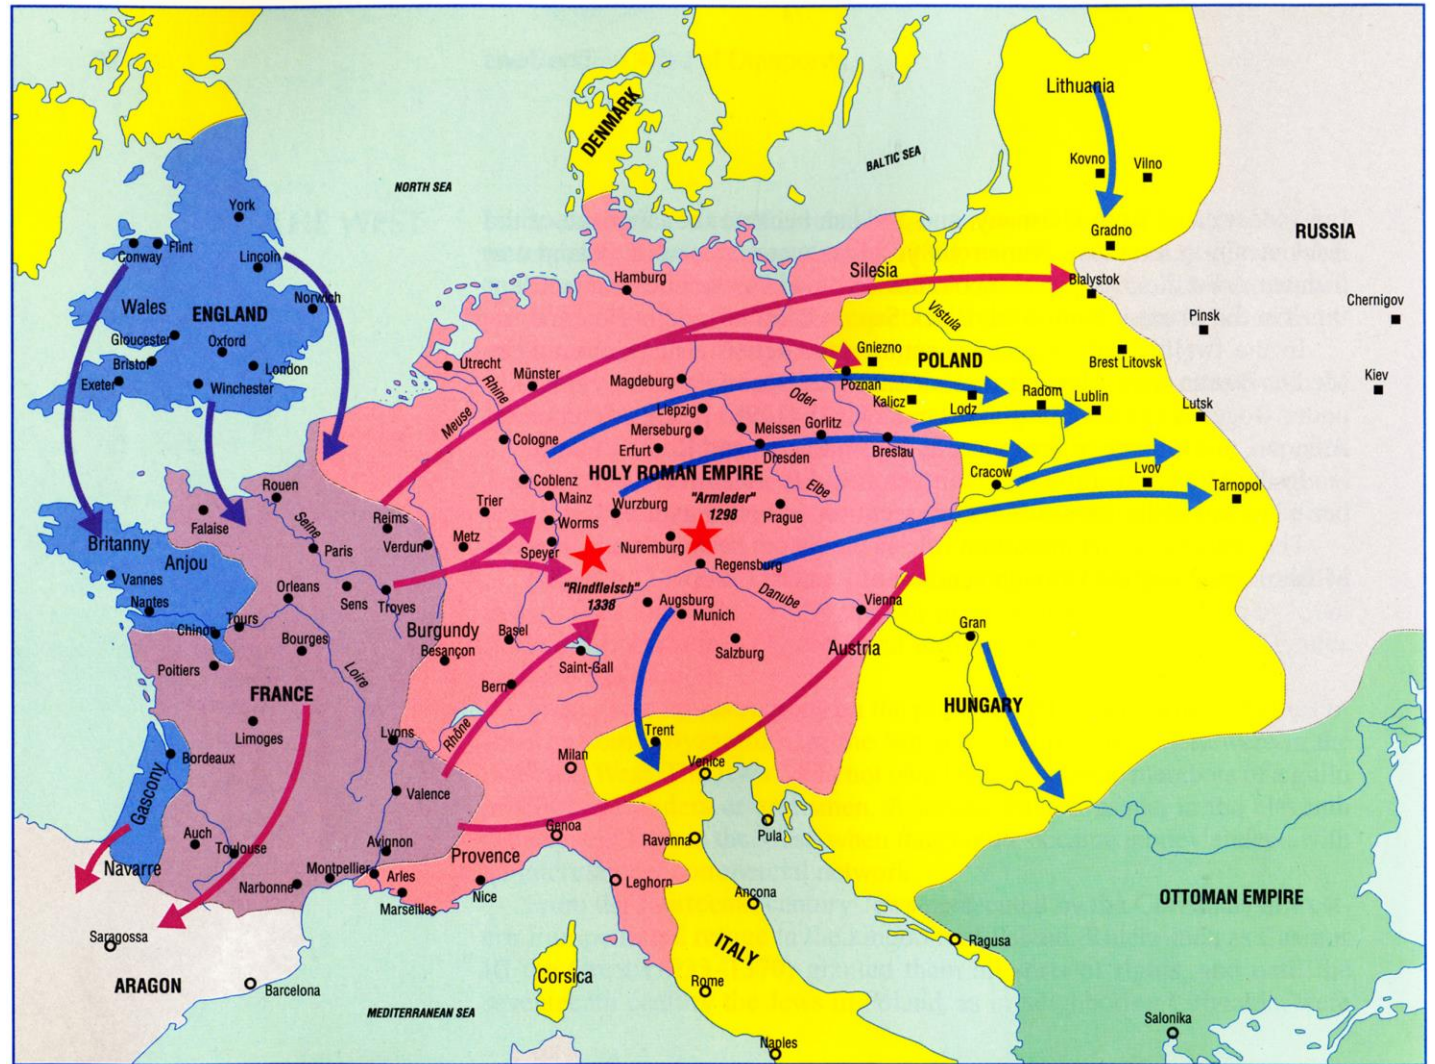 Lithuania
DENMARK
BALTIC SEA
NORTH SEA
Kovno
Vilno
York
Flint
Conway
Lincoln
Gradno
RUSSIA
Silesia
Hamburg
Bialystok
Wales
ENGLAND
Norwich
Chernigov
Vistula
Pinsk
Gloucester
Oxford
Gniezno
POLAND
Brest Litovsk
Bristor
London
Utrecht
Münster
Magdeburg
Poznan
Kiev
Exeter
Winchester
Rhine
Meuse
Oder
Kalicz
Lodz
Radom
Lublin
Lutsk
Liepzig
Merseburg
Meissen
Gorlitz
Cologne
Erfurt
Dresden
Breslau
HOLY ROMAN EMPIRE
Cracow
Lvov
Tarnopol
Rouen
Coblenz
Elbe
Mainz
Trier
Wurzburg
"Armleder"
1298
Prague
Falaise
Seine
Reims
Worms
Metz
Verdun
Speyer
Nuremburg
Britanny
Anjou
Paris
Regensburg
Vannes
Orleans
Sens
Troyes
"Rindfleisch"
1338
Danube
Nantes
Augsburg
Munich
Vienna
Chinon
Tours
Bourges
Burgundy
Basel
Gran
Besançon
Salzburg
Austria
Poitiers
Loire
Saint-Gall
FRANCE
Bern
HUNGARY
Limoges
Lyons
Rhône
Trent
Bordeaux
Milan
Venice
Gascony
Valence
Auch
Toulouse
Avignon
Genoa
Ravenna
Pula
Navarre
Montpellier
Provence
Narbonne
Arles
Nice
Leghorn
Marseilles
Ancona
OTTOMAN EMPIRE
Saragossa
ITALY
Ragusa
ARAGON
Corsica
Barcelona
Rome
MEDITERRANEAN SEA
Salonika
Naples